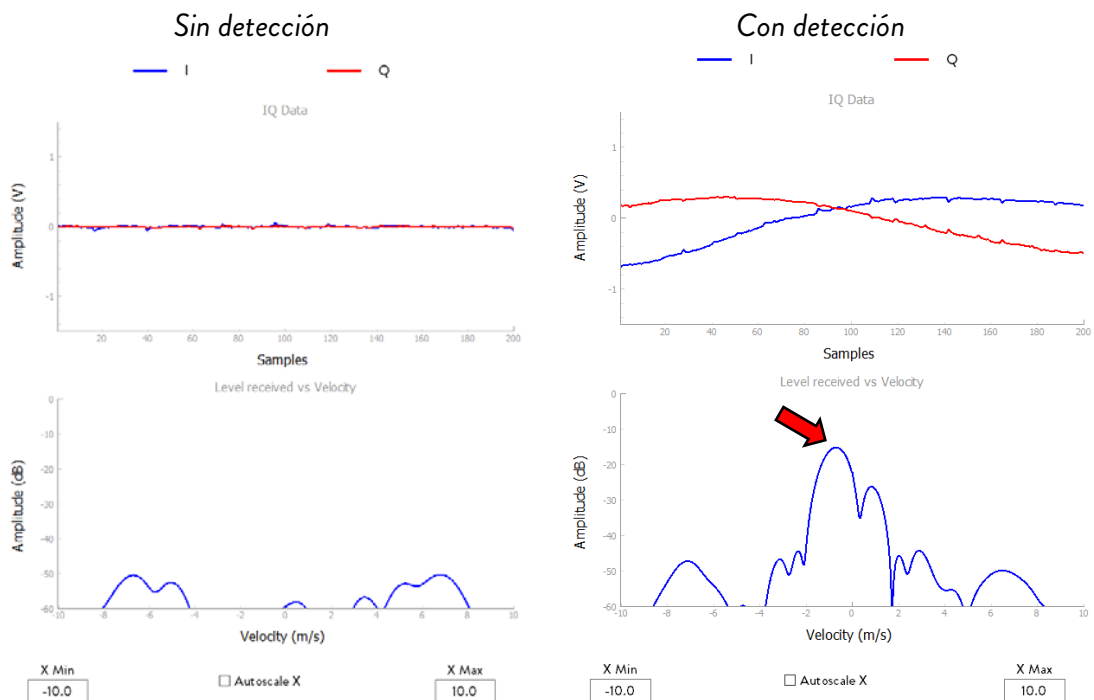 Sin detección
I Q
IQ Data
Amplitude (V)
1
0
-1
20 40 60 80 100 120 140 160 180 200
Samples
Level received vs Velocity
Amplitude (dB)
0
-10
-20
-30
-40
-50
-60
-10 -8 -6 -4 -2 0 2 4 6 8 10
Velocity (m/s)
X Min
-10.0
Autoscale X
X Max
10.0
Con detección
I Q
IQ Data
Amplitude (V)
1
0
-1
20 40 60 80 100 120 140 160 180 200
Samples
Level received vs Velocity
Amplitude (dB)
0
-10
-20
-30
-40
-50
-60
-10 -8 -6 -4 -2 0 2 4 6 8 10
Velocity (m/s)
X Min
-10.0
Autoscale X
X Max
10.0